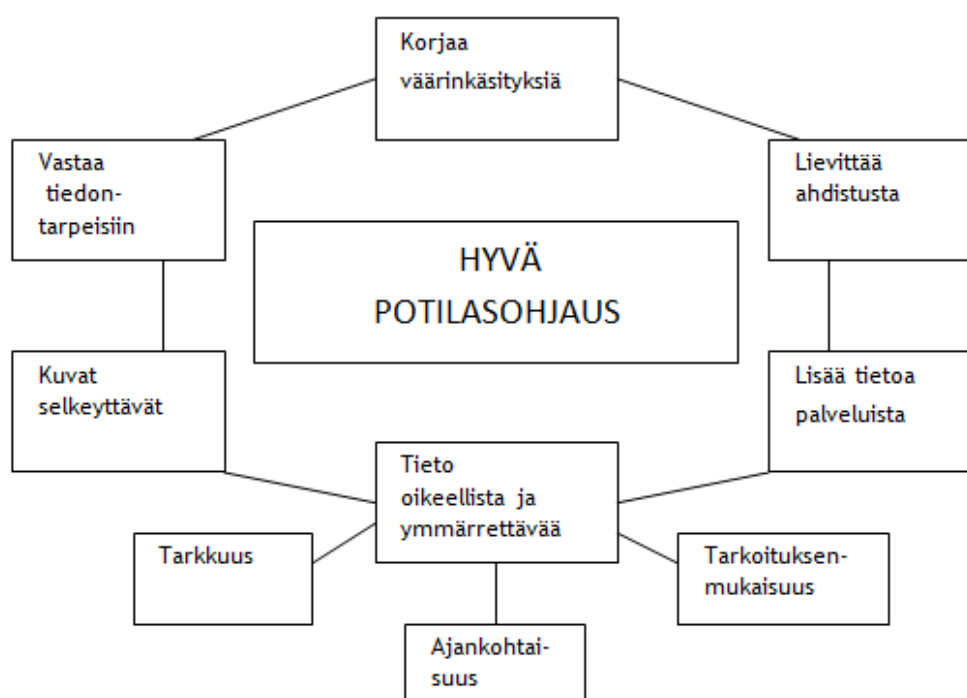 Korjaa
väärinkäsityksiä
Vastaa
tiedon-
tarpeisiin
Lievittää
ahdistusta
HYVÄ
POTILASOHJAUS
Kuvat
selkeyttävät
Lisää tietoa
palveluista
Tieto
oikeellista ja
ymmärrettävää
Tarkkuus
Tarkoituksen-
mukaisuus
Ajankohtai-
suus